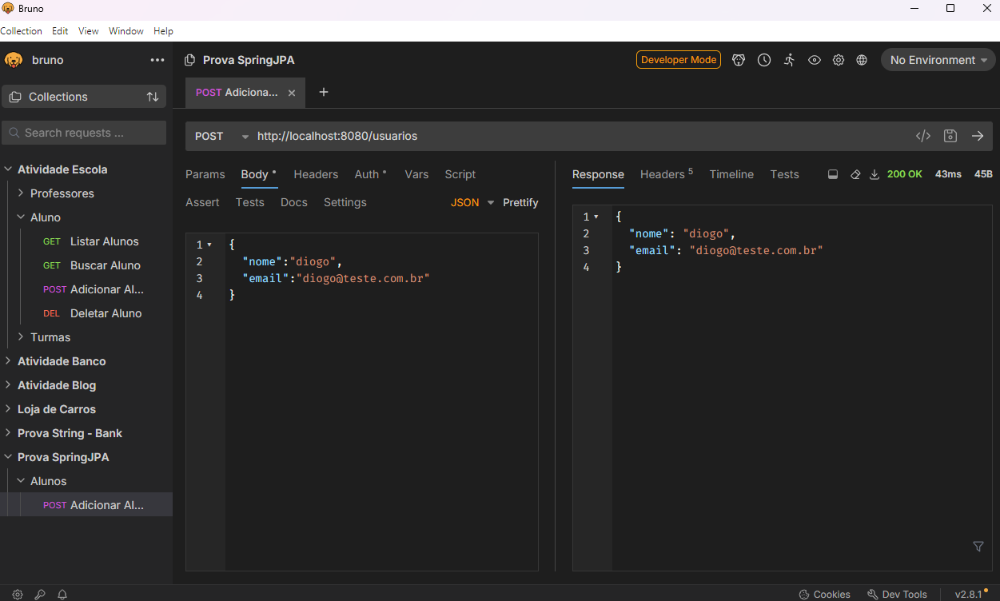 Bruno
Collection Edit View Window Help
bruno
Prova SpringJPA
Developer Mode
No Environment
Collections
POST Adiciona...
Search requests ...
POST
http://localhost:8080/usuarios
Atividade Escola
Professores
Aluno
GET Listar Alunos
GET Buscar Aluno
POST Adicionar Al...
DEL Deletar Aluno
Turmas
Atividade Banco
Atividade Blog
Loja de Carros
Prova String - Bank
Prova SpringJPA
Alunos
POST Adicionar Al...
Params Body Headers Auth Vars Script
Assert Tests Docs Settings
JSON
Prettify
1 {
2 "nome":"diogo",
3 "email":"diogo@teste.com.br"
4 }
Response Headers 5 Timeline Tests
200 OK 43ms 45B
1 {
2 "nome": "diogo",
3 "email": "diogo@teste.com.br"
4 }
Cookies Dev Tools v2.8.1